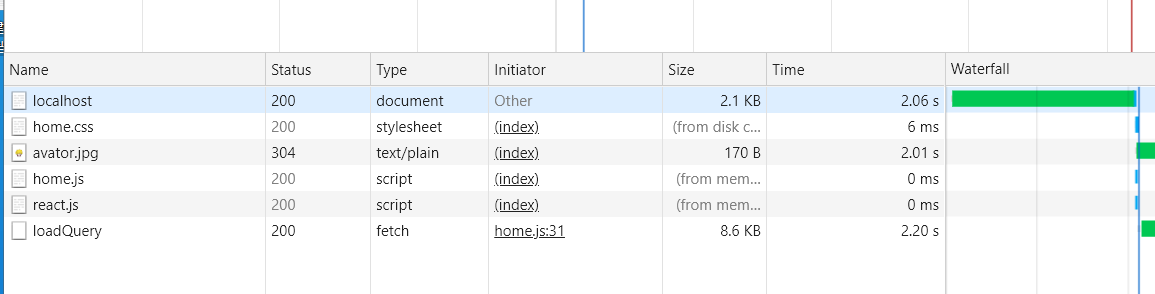 Name Status Type Initiator Size Time Waterfall
localhost 200 document Other 2.1 KB 2.06 s
home.css 200 stylesheet (index) (from disk c... 6 ms
avator.jpg 304 text/plain (index) 170 B 2.01 s
home.js 200 script (index) (from mem... 0 ms
react.js 200 script (index) (from mem... 0 ms
loadQuery 200 fetch home.js:31 8.6 KB 2.20 s